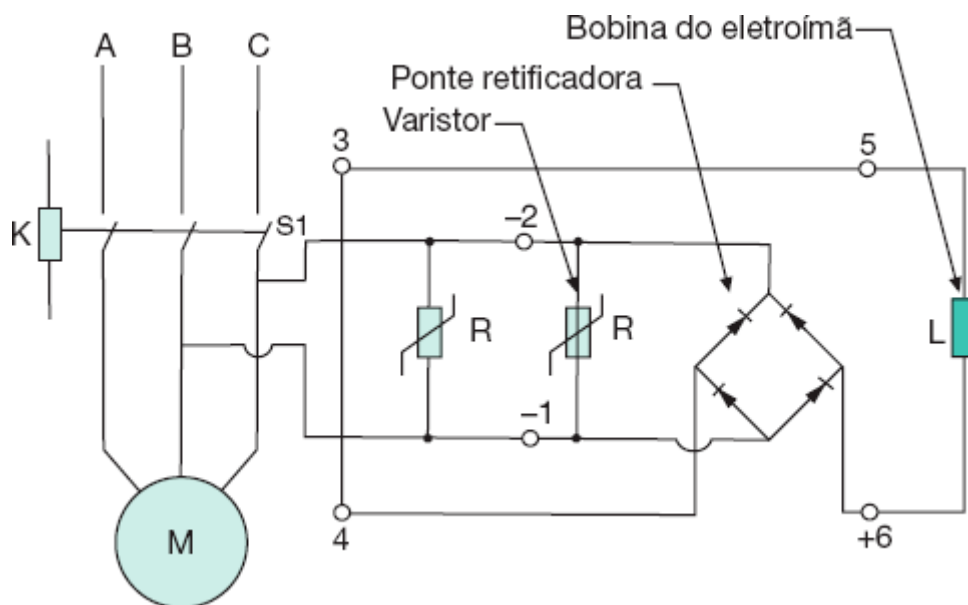 A B C
Bobina do eletroímã
Ponte retificadora
Varistor
3
5
K
S1
–2
R
R
L
–1
4
+6
M